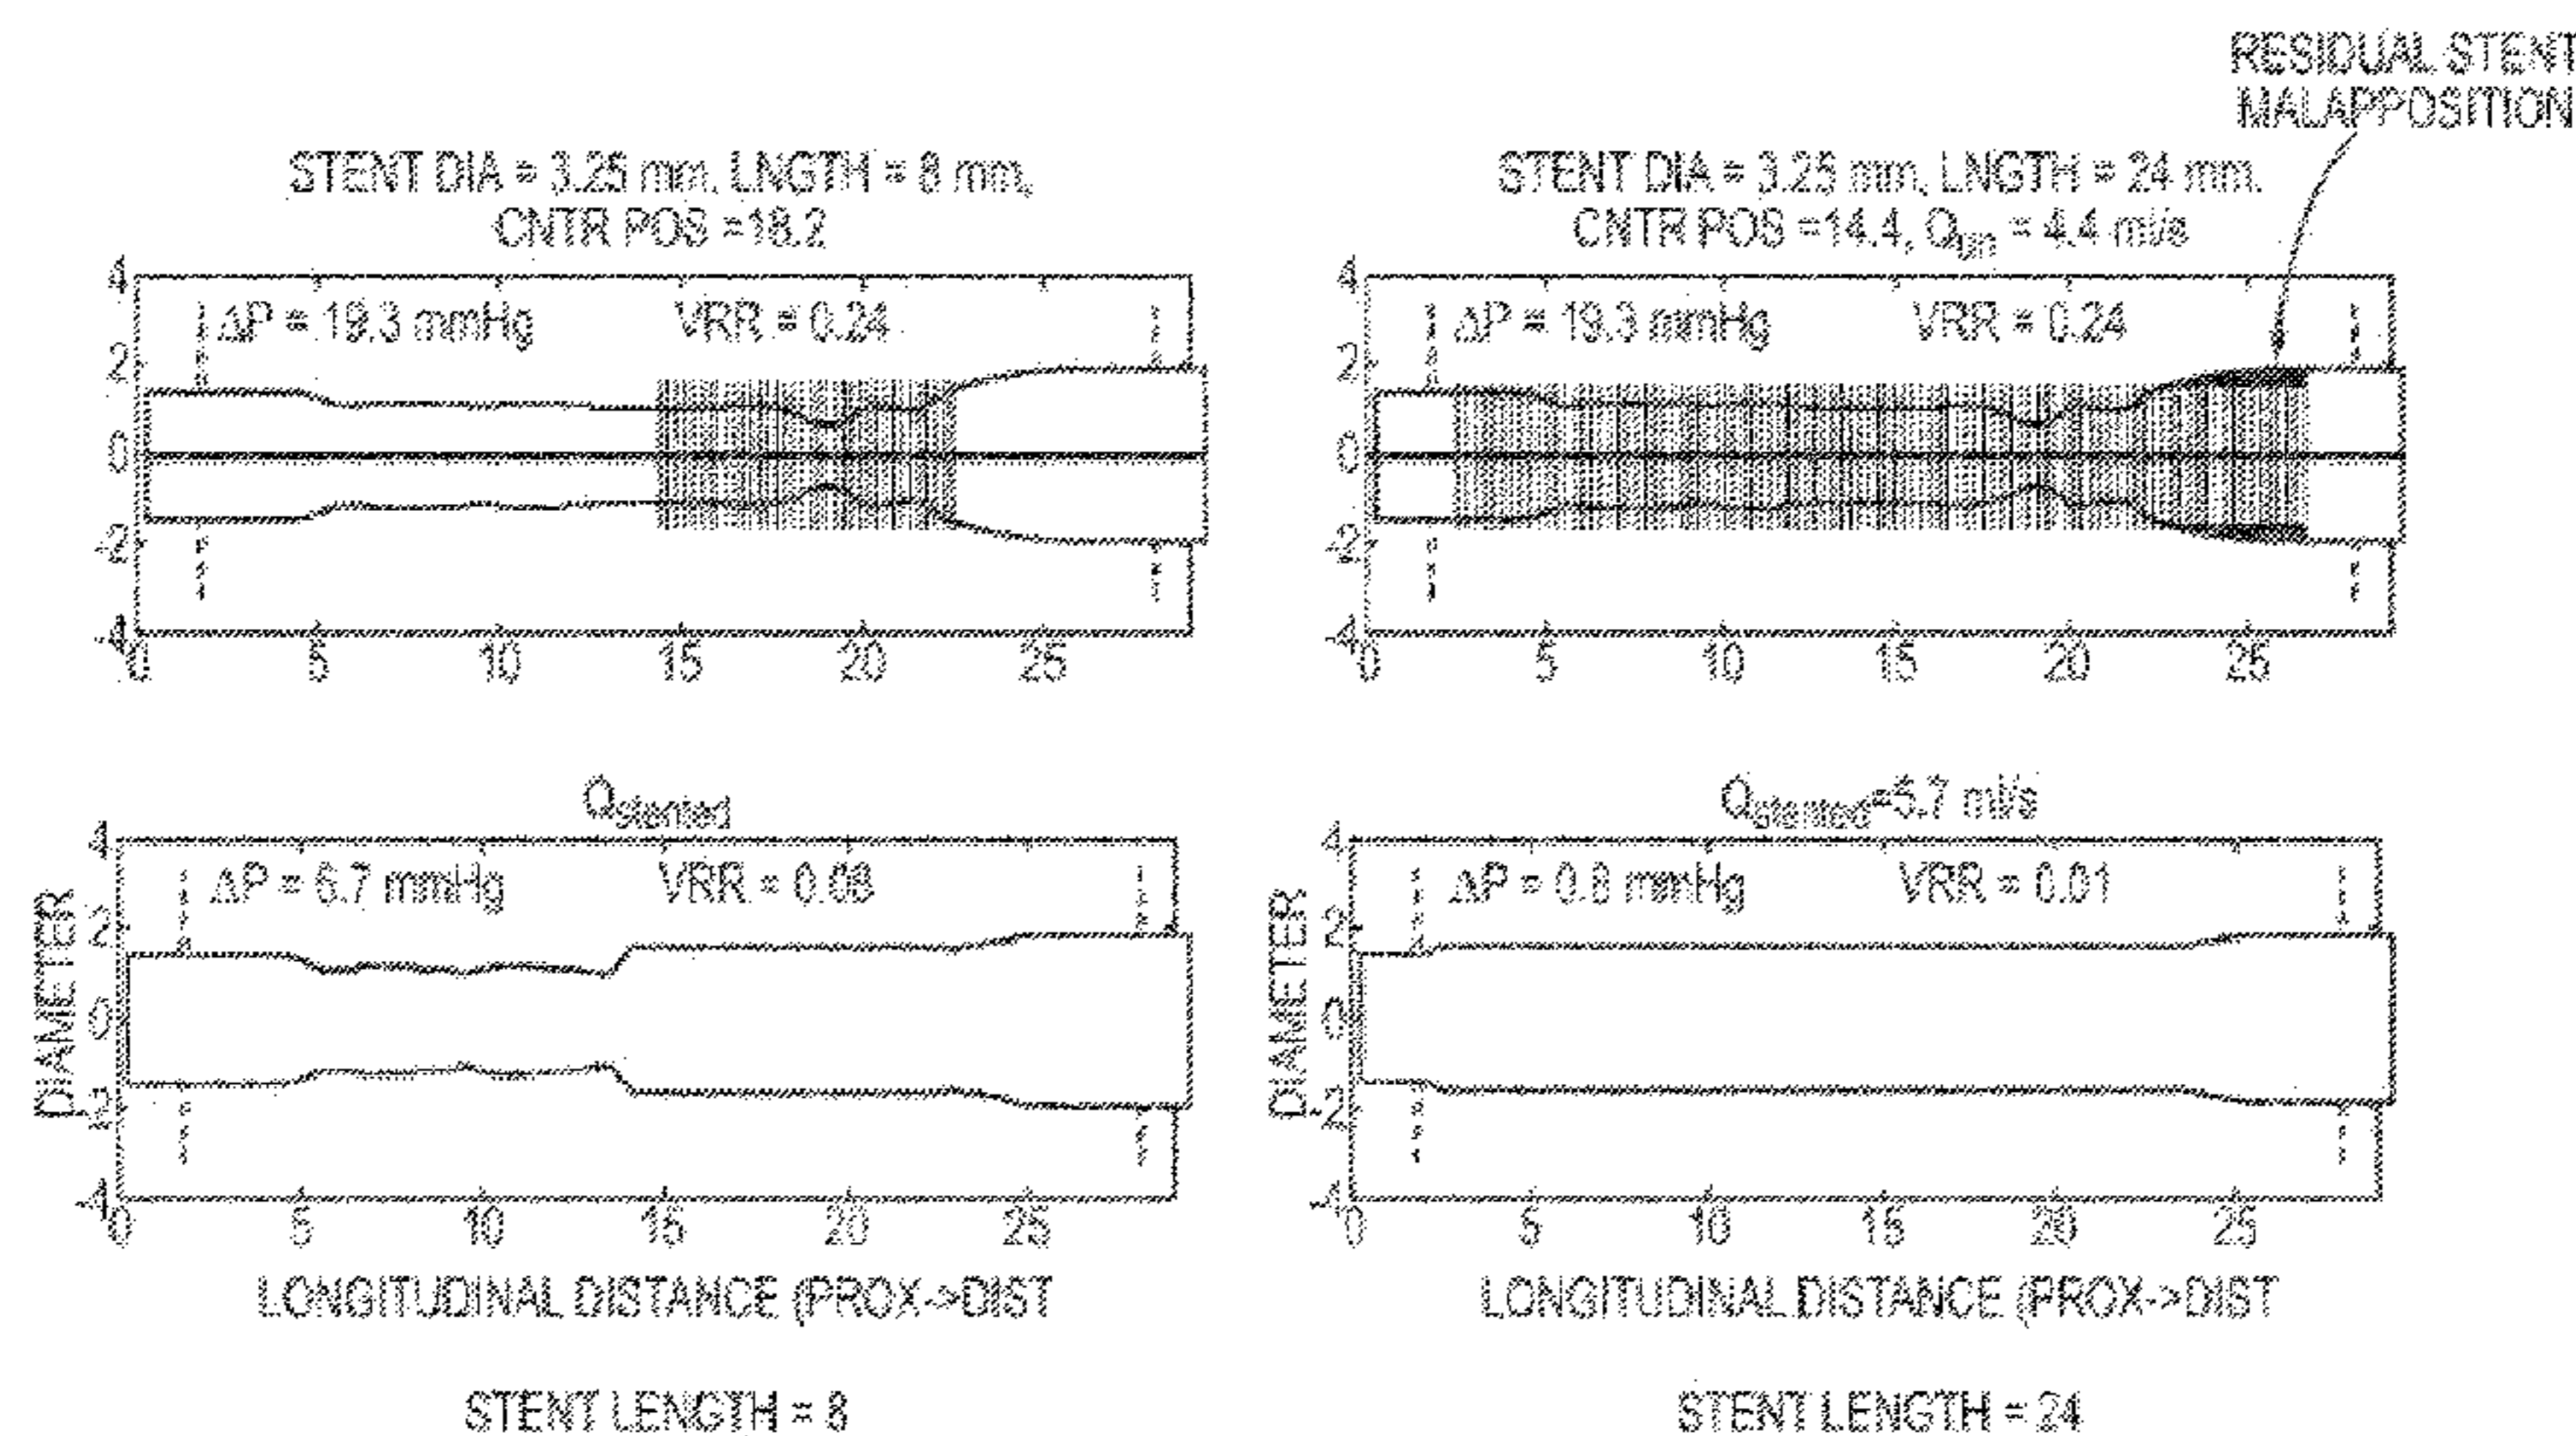 RESIDUAL STENT
MALAPPOSITION
STENT DIA = 3.25 mm, LNGTH = 8 mm,
CNTR POS =18.2
4
ΔP = 19.3 mmHg VRR = 0.24
2
0
-2
-4
0 5 10 15 20 25
STENT DIA = 3.25 mm, LNGTH = 24 mm.
CNTR POS =14.4, Qun = 4.4 ml/s
4
ΔP = 19.3 mmHg VRR = 0.24
2
0
-2
-4
0 5 10 15 20 25
Qstented
4
ΔP = 6.7 mmHg VRR = 0.08
2
0
-2
-4
DIAMETER
0 5 10 15 20 25
LONGITUDINAL DISTANCE (PROX->DIST
STENT LENGTH = 8
Qstented=5.7 ml/s
4
ΔP = 0.8 mmHg VRR = 0.01
2
0
-2
-4
DIAMETER
0 5 10 15 20 25
LONGITUDINAL DISTANCE (PROX->DIST
STENT LENGTH = 24